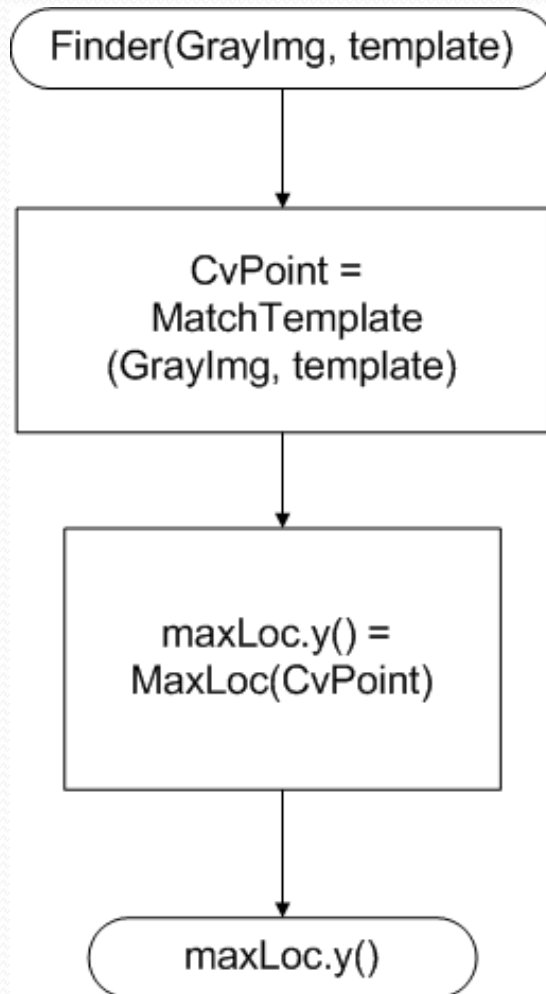 Finder(GrayImg, template)
CvPoint =
MatchTemplate
(GrayImg, template)
maxLoc.y() =
MaxLoc(CvPoint)
maxLoc.y()